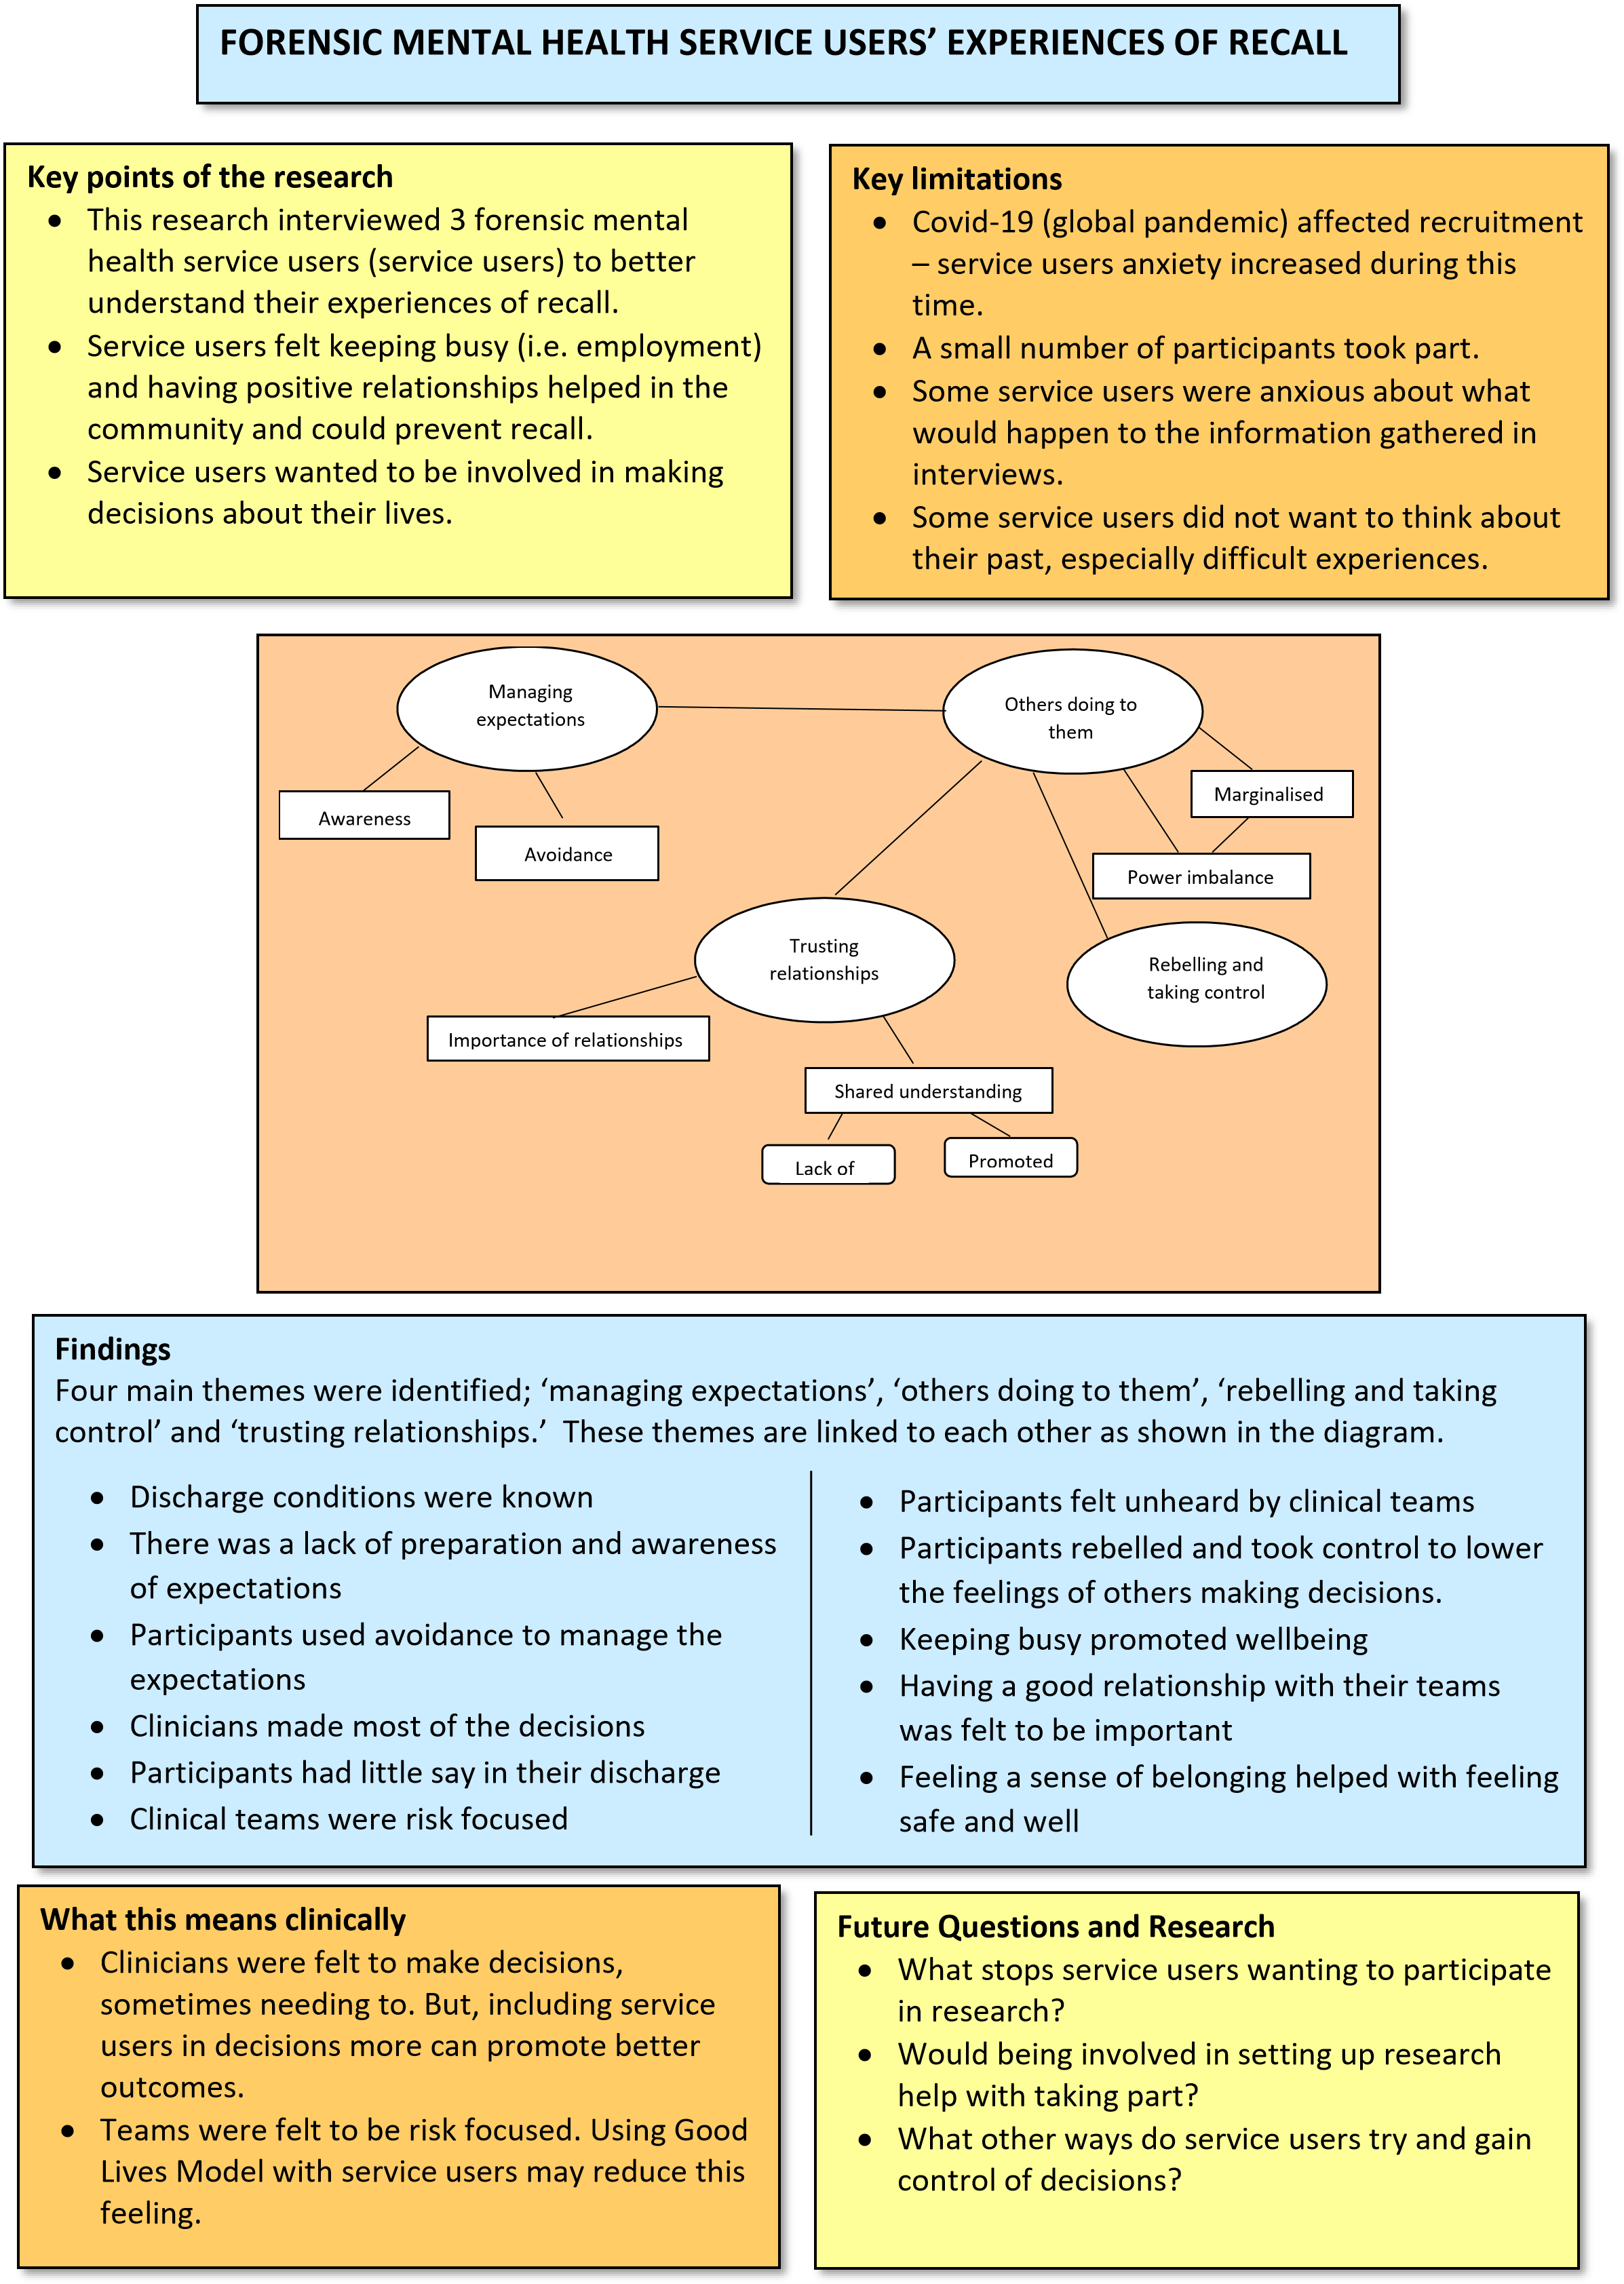 FORENSIC MENTAL HEALTH SERVICE USERS’ EXPERIENCES OF RECALL
Key points of the research
• This research interviewed 3 forensic mental
health service users (service users) to better
understand their experiences of recall.
• Service users felt keeping busy (i.e. employment)
and having positive relationships helped in the
community and could prevent recall.
• Service users wanted to be involved in making
decisions about their lives.
Key limitations
• Covid-19 (global pandemic) affected recruitment
– service users anxiety increased during this
time.
• A small number of participants took part.
• Some service users were anxious about what
would happen to the information gathered in
interviews.
• Some service users did not want to think about
their past, especially difficult experiences.
Managing
expectations
Others doing to
them
Awareness
Avoidance
Marginalised
Power imbalance
Trusting
relationships
Rebelling and
taking control
Importance of relationships
Shared understanding
Lack of
Promoted
Findings
Four main themes were identified; ‘managing expectations’, ‘others doing to them’, ‘rebelling and taking
control’ and ‘trusting relationships.’  These themes are linked to each other as shown in the diagram.
• Discharge conditions were known
• There was a lack of preparation and awareness
of expectations
• Participants used avoidance to manage the
expectations
• Clinicians made most of the decisions
• Participants had little say in their discharge
• Clinical teams were risk focused
• Participants felt unheard by clinical teams
• Participants rebelled and took control to lower
the feelings of others making decisions.
• Keeping busy promoted wellbeing
• Having a good relationship with their teams
was felt to be important
• Feeling a sense of belonging helped with feeling
safe and well
What this means clinically
• Clinicians were felt to make decisions,
sometimes needing to. But, including service
users in decisions more can promote better
outcomes.
• Teams were felt to be risk focused. Using Good
Lives Model with service users may reduce this
feeling.
Future Questions and Research
• What stops service users wanting to participate
in research?
• Would being involved in setting up research
help with taking part?
• What other ways do service users try and gain
control of decisions?